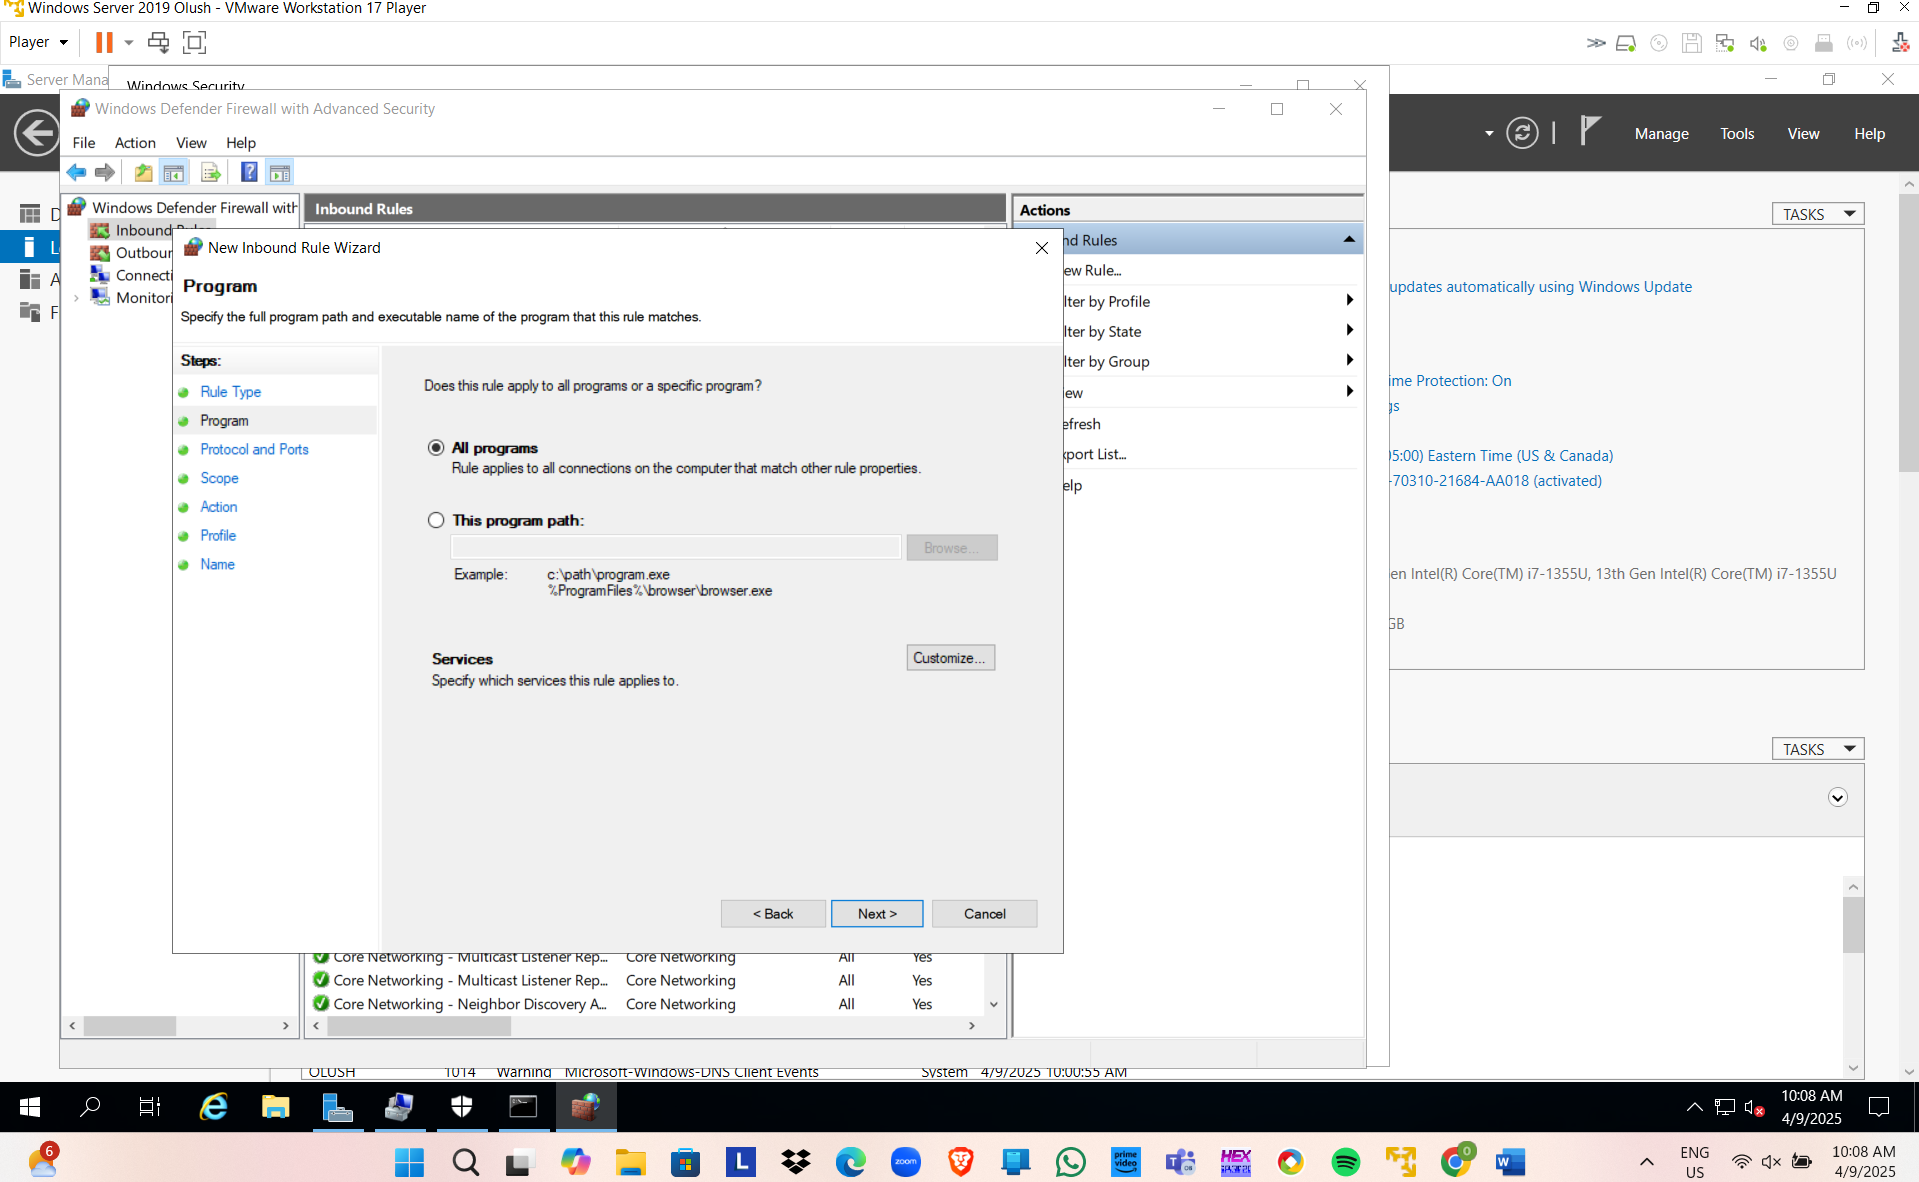 Windows Server 2019 Olush - VMware Workstation 17 Player
Player
Server Mana
Windows Security
Windows Defender Firewall with Advanced Security
File Action View Help
Manage Tools View Help
Windows Defender Firewall with
Inbound Rules
Outbour
Connecti
Monitori
Inbound Rules
Actions
nd Rules
ew Rule...
lter by Profile
lter by State
lter by Group
ew
efresh
xport List...
elp
New Inbound Rule Wizard
Program
Specify the full program path and executable name of the program that this rule matches.
Steps:
Rule Type
Program
Protocol and Ports
Scope
Action
Profile
Name
Does this rule apply to all programs or a specific program?
All programs
Rule applies to all connections on the computer that match other rule properties.
This program path:
Browse...
Example: c:\path\program.exe
%ProgramFiles%\browser\browser.exe
Services
Customize...
Specify which services this rule applies to.
< Back Next > Cancel
Core Networking - Multicast Listener Rep... Core Networking All Yes
Core Networking - Multicast Listener Rep... Core Networking All Yes
Core Networking - Neighbor Discovery A... Core Networking All Yes
TASKS
updates automatically using Windows Update
ime Protection: On
gs
05:00) Eastern Time (US & Canada)
-70310-21684-AA018 (activated)
en Intel(R) Core(TM) i7-1355U, 13th Gen Intel(R) Core(TM) i7-1355U
GB
TASKS
OLUSH 1014 Warning Microsoft-Windows-DNS Client Events System 4/9/2025 10:00:55 AM
10:08 AM
4/9/2025
6
L
zoom
prime video
HEX
0
W
ENG
US
10:08 AM
4/9/2025